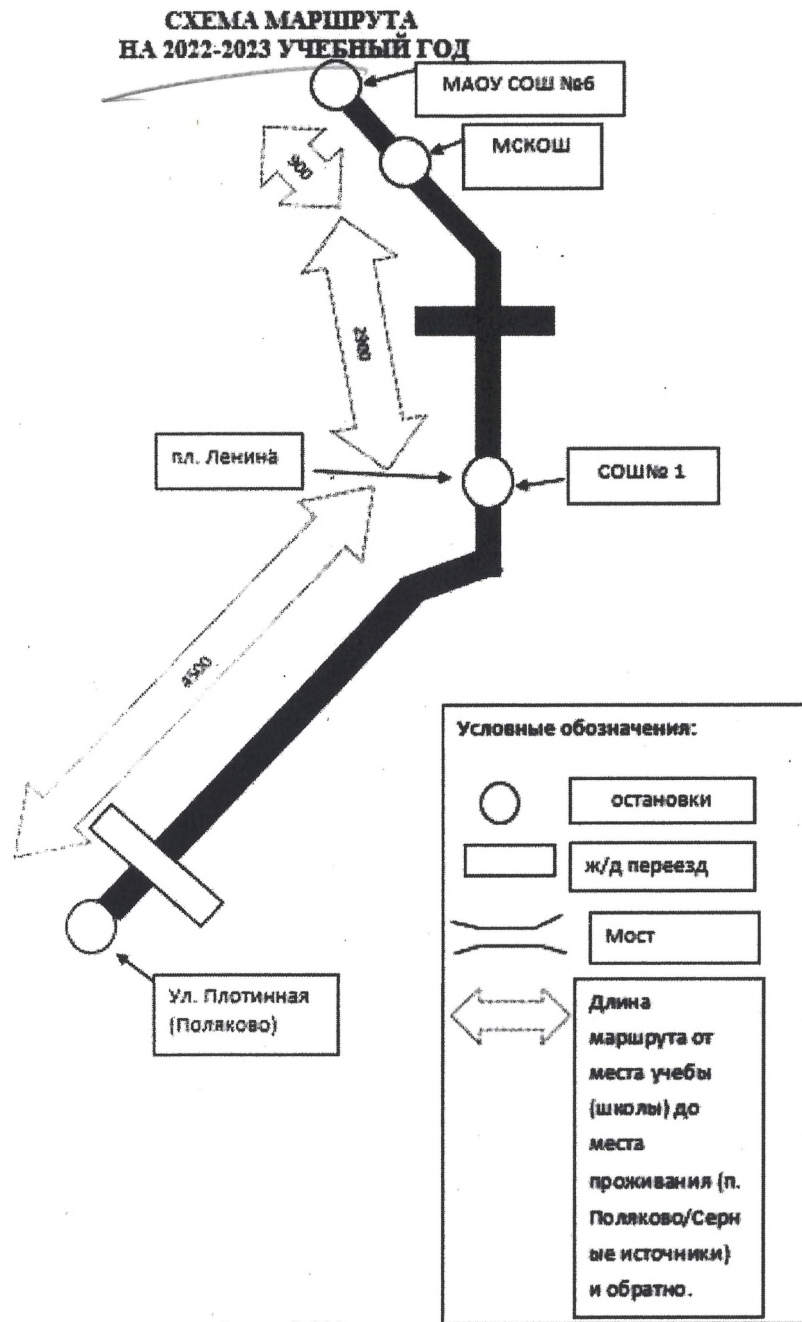 СХЕМА МАРШРУТА
НА 2022-2023 УЧЕБНЫЙ ГОД
МАОУ СОШ №6
МСКОШ
900
2900
пл. Ленина
СОШ№ 1
4500
Ул. Плотинная
(Поляково)
Условные обозначения:
остановки
ж/д переезд
Мост
Длина
маршрута от
места учебы
(школы) до
места
проживания (п.
Поляково/Серн
ые источники)
и обратно.